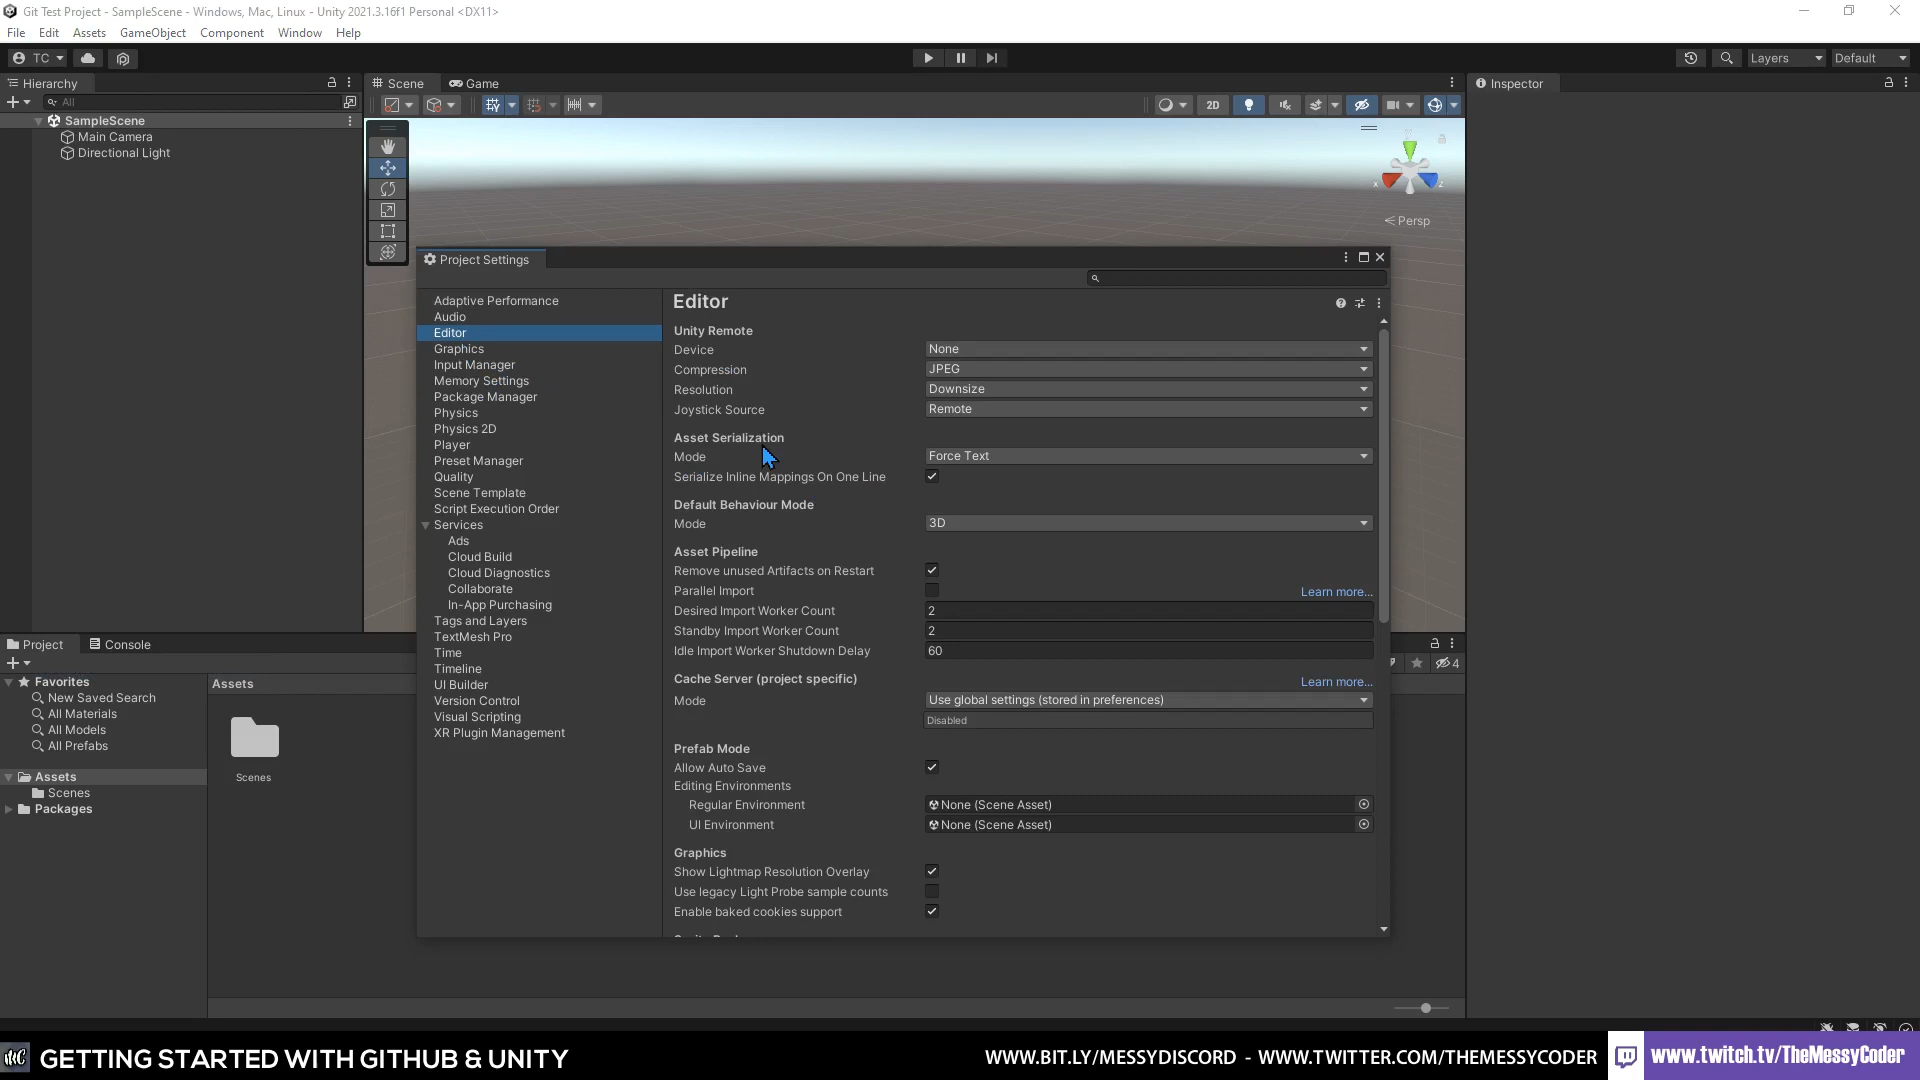 Git Test Project - SampleScene - Windows, Mac, Linux - Unity 2021.3.16f1 Personal <DX11>
File Edit Assets GameObject Component Window Help
TC
Layers
Default
Hierarchy
All
SampleScene
Main Camera
Directional Light
Scene
Game
2D
y
x
z
Persp
Inspector
Project Settings
Adaptive Performance
Audio
Editor
Graphics
Input Manager
Memory Settings
Package Manager
Physics
Physics 2D
Player
Preset Manager
Quality
Scene Template
Script Execution Order
Services
Ads
Cloud Build
Cloud Diagnostics
Collaborate
In-App Purchasing
Tags and Layers
TextMesh Pro
Time
Timeline
UI Builder
Version Control
Visual Scripting
XR Plugin Management
Editor
Unity Remote
Device None
Compression JPEG
Resolution Downsize
Joystick Source Remote
Asset Serialization
Mode Force Text
Serialize Inline Mappings On One Line
Default Behaviour Mode
Mode 3D
Asset Pipeline
Remove unused Artifacts on Restart
Parallel Import Learn more...
Desired Import Worker Count 2
Standby Import Worker Count 2
Idle Import Worker Shutdown Delay 60
Cache Server (project specific) Learn more...
Mode Use global settings (stored in preferences)
Disabled
Prefab Mode
Allow Auto Save
Editing Environments
Regular Environment None (Scene Asset)
UI Environment None (Scene Asset)
Graphics
Show Lightmap Resolution Overlay
Use legacy Light Probe sample counts
Enable baked cookies support
Project
Console
4
Favorites
New Saved Search
All Materials
All Models
All Prefabs
Assets
Scenes
Packages
Assets
Scenes
MC GETTING STARTED WITH GITHUB & UNITY
WWW.BIT.LY/MESSYDISCORD - WWW.TWITTER.COM/THEMESSYCODER
www.twitch.tv/TheMessyCoder